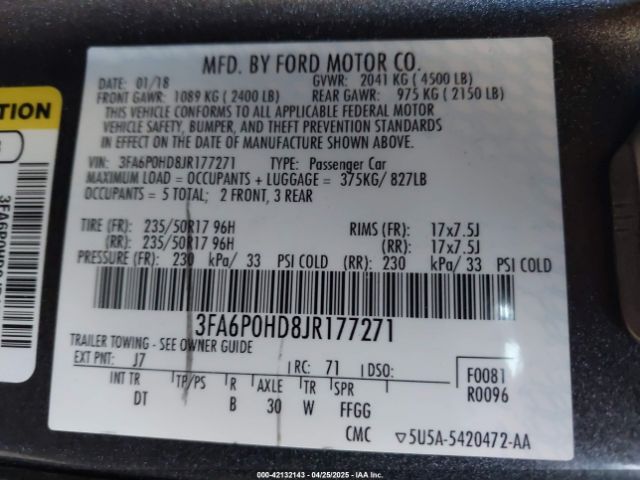 MFD. BY FORD MOTOR CO.
DATE: 01/18 GVWR: 2041 KG ( 4500 LB)
FRONT GAWR: 1089 KG ( 2400 LB) REAR GAWR: 975 KG ( 2150 LB)
THIS VEHICLE CONFORMS TO ALL APPLICABLE FEDERAL MOTOR
VEHICLE SAFETY, BUMPER, AND THEFT PREVENTION STANDARDS
IN EFFECT ON THE DATE OF MANUFACTURE SHOWN ABOVE.
VIN: 3FA6P0HD8JR177271 TYPE: Passenger Car
MAXIMUM LOAD = OCCUPANTS + LUGGAGE = 375KG/ 827LB
OCCUPANTS = 5 TOTAL; 2 FRONT, 3 REAR
TIRE (FR): 235/50R17 96H RIMS (FR): 17x7.5J
(RR): 235/50R17 96H (RR): 17x7.5J
PRESSURE (FR): 230 kPa/ 33 PSI COLD (RR): 230 kPa/ 33 PSI COLD
3FA6P0HD8JR177271
TRAILER TOWING - SEE OWNER GUIDE
EXT PNT: J7 RC: 71 DSO:
INT TR TP/PS R AXLE TR SPR
DT B 30 W FFGG
F0081
R0096
CMC ▽5U5A-5420472-AA
000-42132143 - 04/25/2025 - IAA Inc.